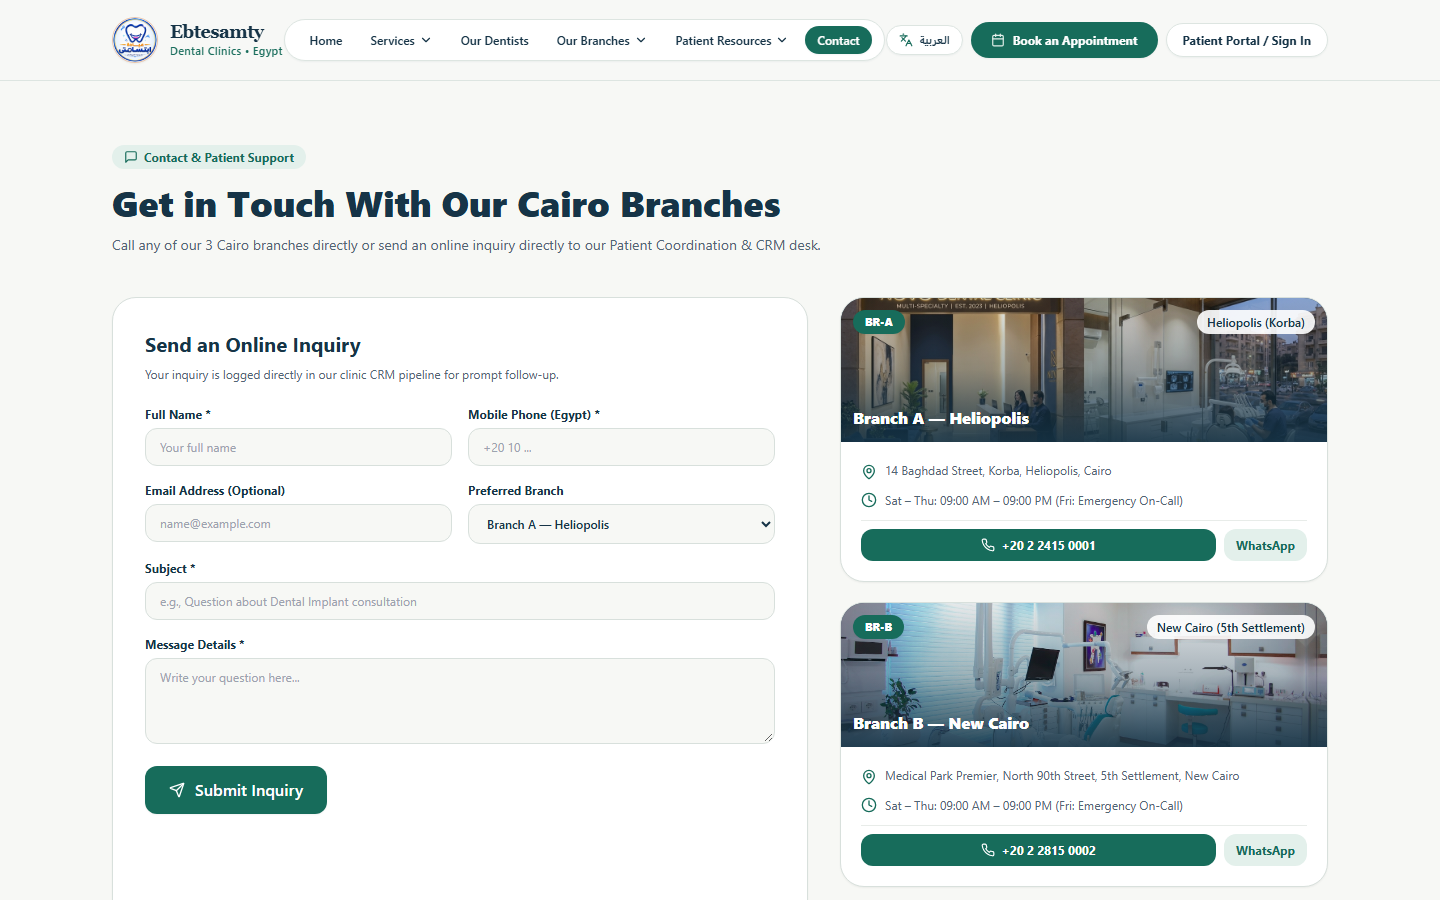 Ebtesamty
Dental Clinics • Egypt
Home
Services
Our Dentists
Our Branches
Patient Resources
Contact
العربية
Book an Appointment
Patient Portal / Sign In
Contact & Patient Support
Get in Touch With Our Cairo Branches
Call any of our 3 Cairo branches directly or send an online inquiry directly to our Patient Coordination & CRM desk.
Send an Online Inquiry
Your inquiry is logged directly in our clinic CRM pipeline for prompt follow-up.
Full Name *
Mobile Phone (Egypt) *
Your full name
+20 10 ...
Email Address (Optional)
Preferred Branch
name@example.com
Branch A — Heliopolis
Subject *
e.g., Question about Dental Implant consultation
Message Details *
Write your question here...
Submit Inquiry
MULTI-SPECIALTY | EST. 2023 | HELIOPOLIS
BR-A
Heliopolis (Korba)
Branch A — Heliopolis
14 Baghdad Street, Korba, Heliopolis, Cairo
Sat – Thu: 09:00 AM – 09:00 PM (Fri: Emergency On-Call)
+20 2 2415 0001
WhatsApp
BR-B
New Cairo (5th Settlement)
Branch B — New Cairo
Medical Park Premier, North 90th Street, 5th Settlement, New Cairo
Sat – Thu: 09:00 AM – 09:00 PM (Fri: Emergency On-Call)
+20 2 2815 0002
WhatsApp